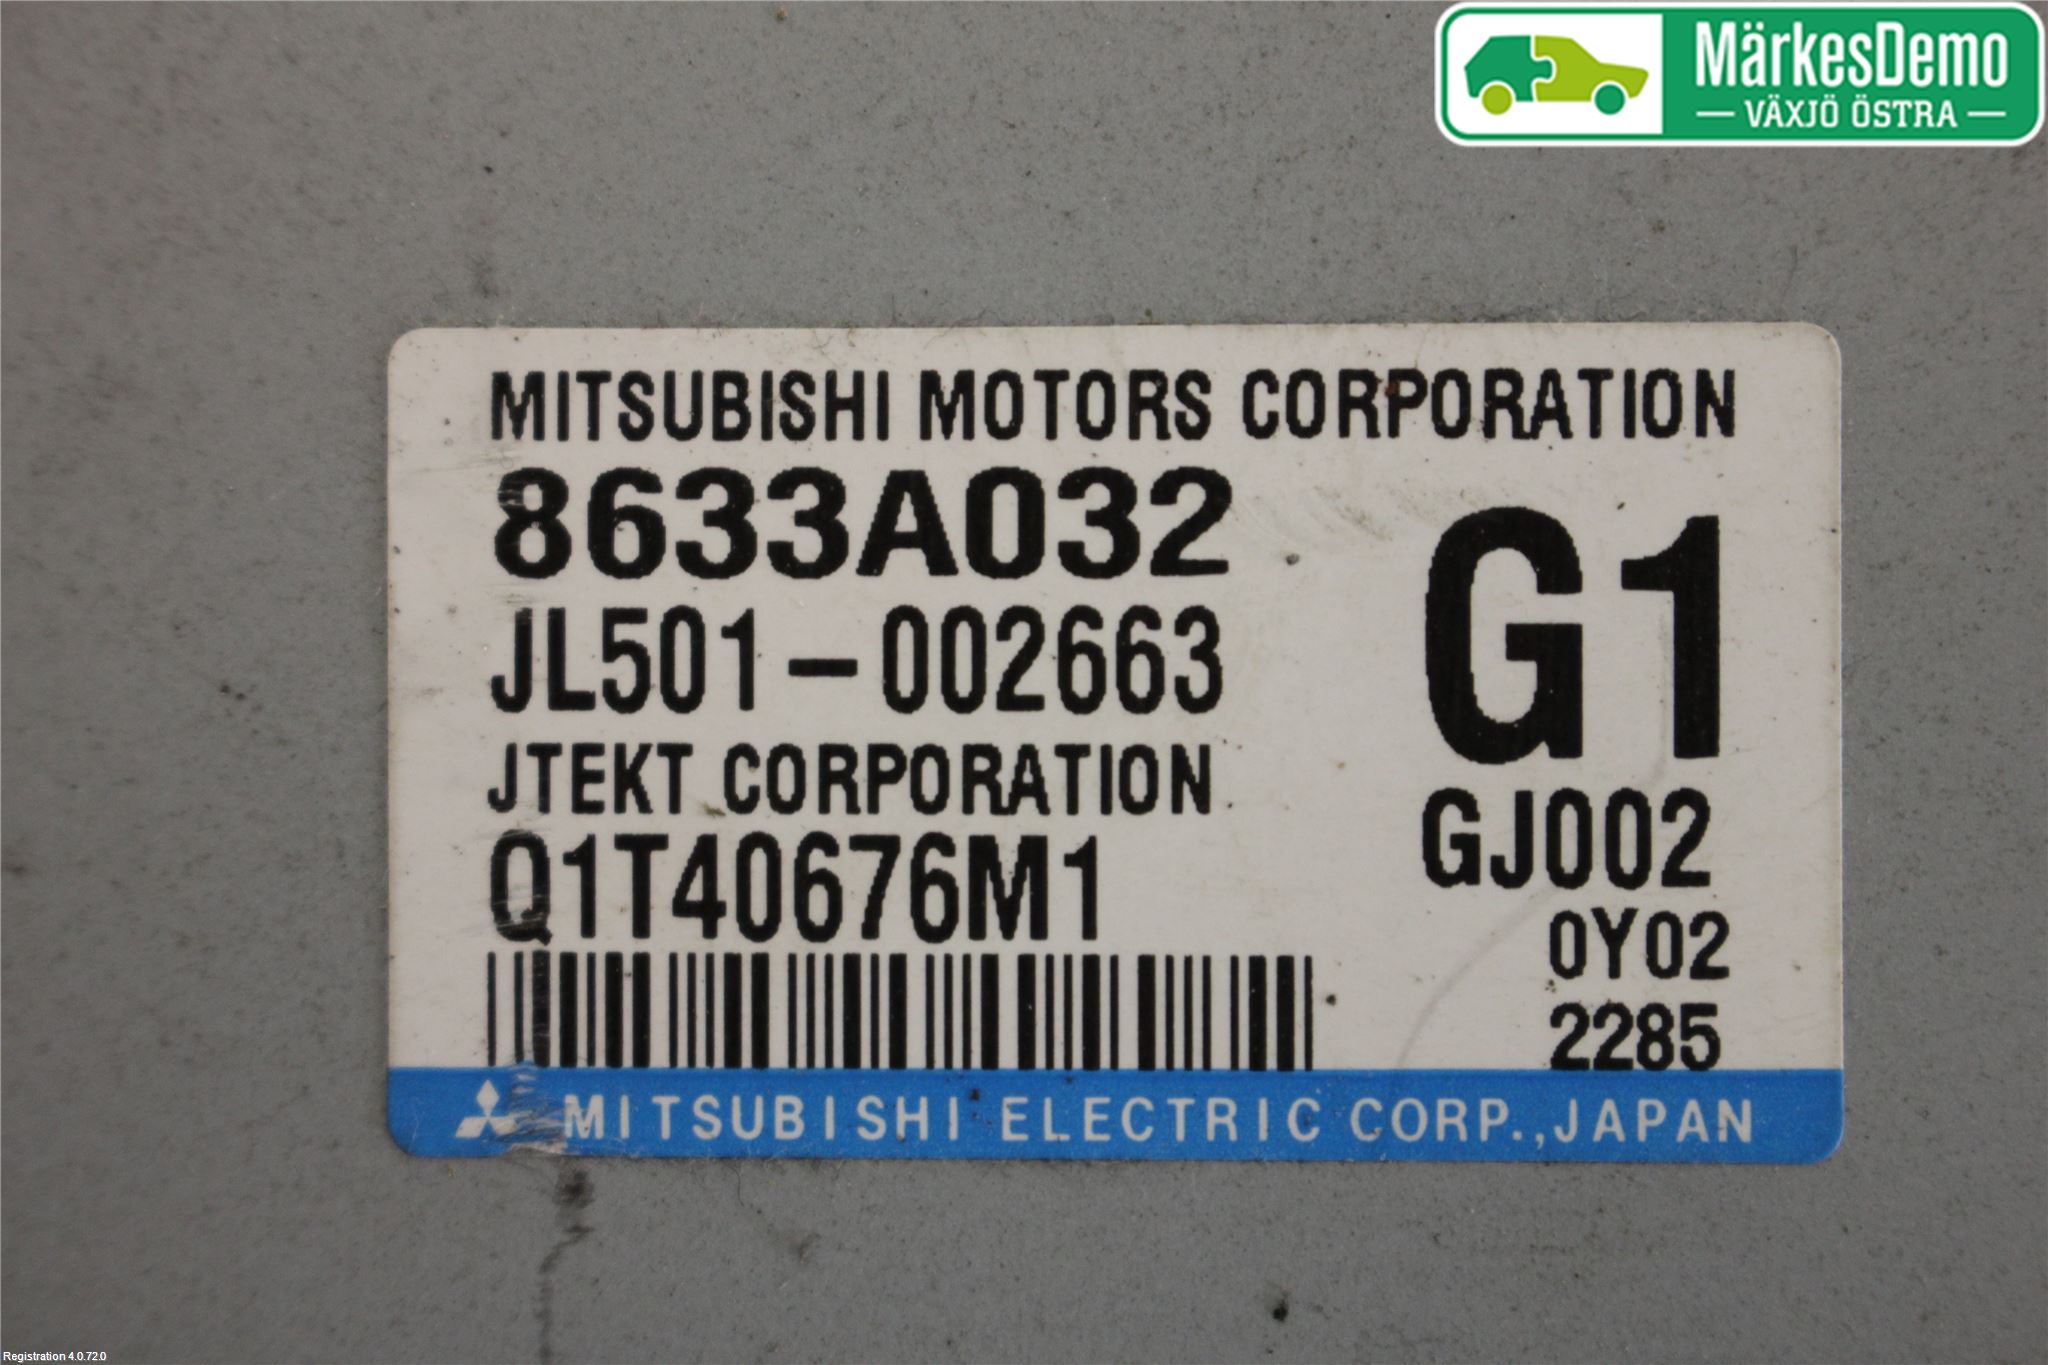 MärkesDemo
VÄXJÖ ÖSTRA
MITSUBISHI MOTORS CORPORATION
8633A032
G1
JL501-002663
JTEKT CORPORATION
GJ002
Q1T40676M1
0Y02
2285
MITSUBISHI ELECTRIC CORP.,JAPAN
Registration 4.0.72.0